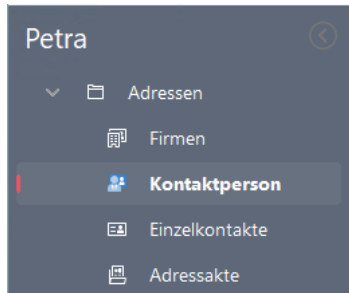 Petra
Adressen
Firmen
Kontaktperson
Einzelkontakte
Adressakte